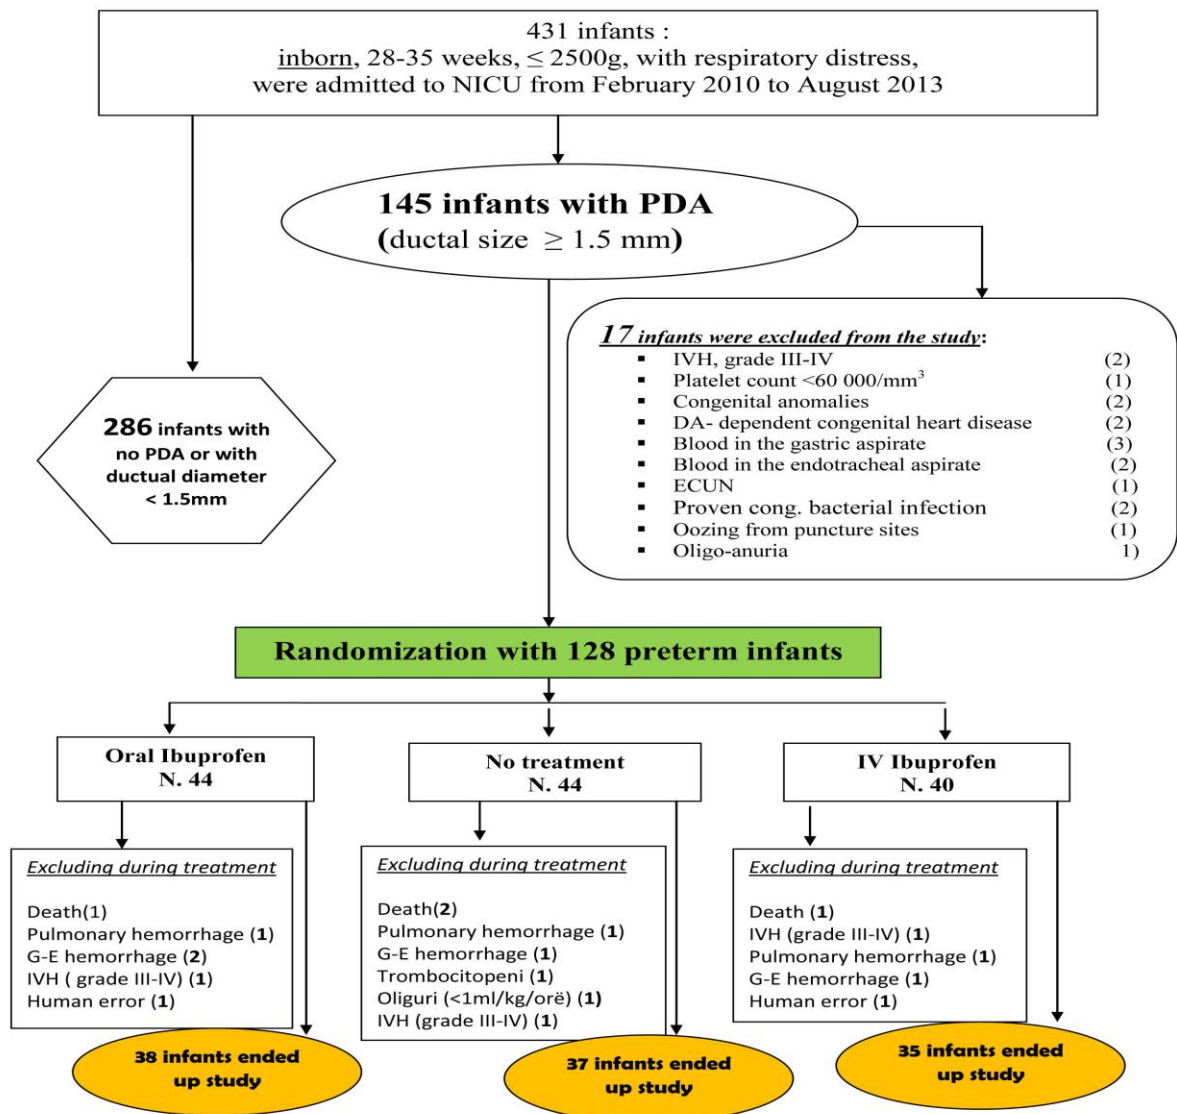 431 infants :
inborn, 28-35 weeks, ≤ 2500g, with respiratory distress,
were admitted to NICU from February 2010 to August 2013
145 infants with PDA
(ductal size ≥ 1.5 mm)
17 infants were excluded from the study:
▪ IVH, grade III-IV (2)
▪ Platelet count <60 000/mm³ (1)
▪ Congenital anomalies (2)
▪ DA- dependent congenital heart disease (2)
▪ Blood in the gastric aspirate (3)
▪ Blood in the endotracheal aspirate (2)
▪ ECUN (1)
▪ Proven cong. bacterial infection (2)
▪ Oozing from puncture sites (1)
▪ Oligo-anuria 1)
286 infants with
no PDA or with
ductual diameter
< 1.5mm
Randomization with 128 preterm infants
Oral Ibuprofen
N. 44
No treatment
N. 44
IV Ibuprofen
N. 40
Excluding during treatment
Death(1)
Pulmonary hemorrhage (1)
G-E hemorrhage (2)
IVH ( grade III-IV) (1)
Human error (1)
Excluding during treatment
Death(2)
Pulmonary hemorrhage (1)
G-E hemorrhage (1)
Trombocitopeni (1)
Oliguri (<1ml/kg/orë) (1)
IVH (grade III-IV) (1)
Excluding during treatment
Death (1)
IVH (grade III-IV) (1)
Pulmonary hemorrhage (1)
G-E hemorrhage (1)
Human error (1)
38 infants ended
up study
37 infants ended
up study
35 infants ended
up study